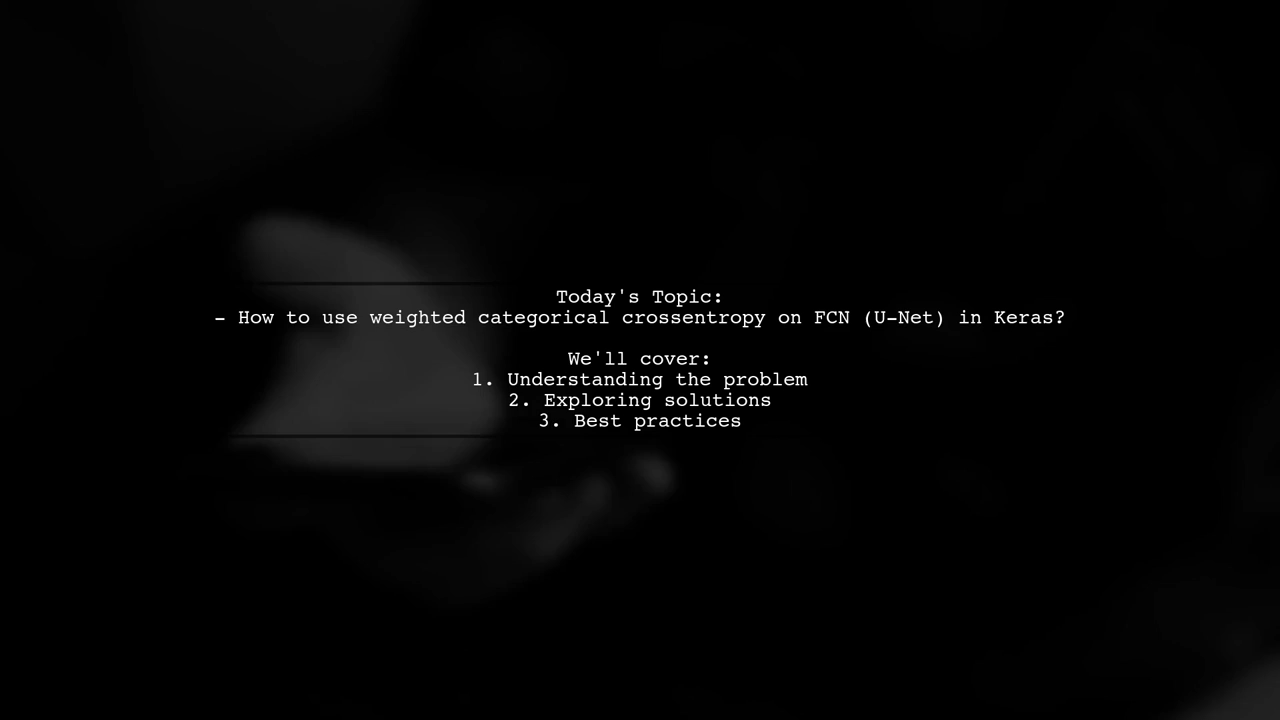 Today's Topic:
- How to use weighted categorical crossentropy on FCN (U-Net) in Keras?
We'll cover:
1. Understanding the problem
2. Exploring solutions
3. Best practices